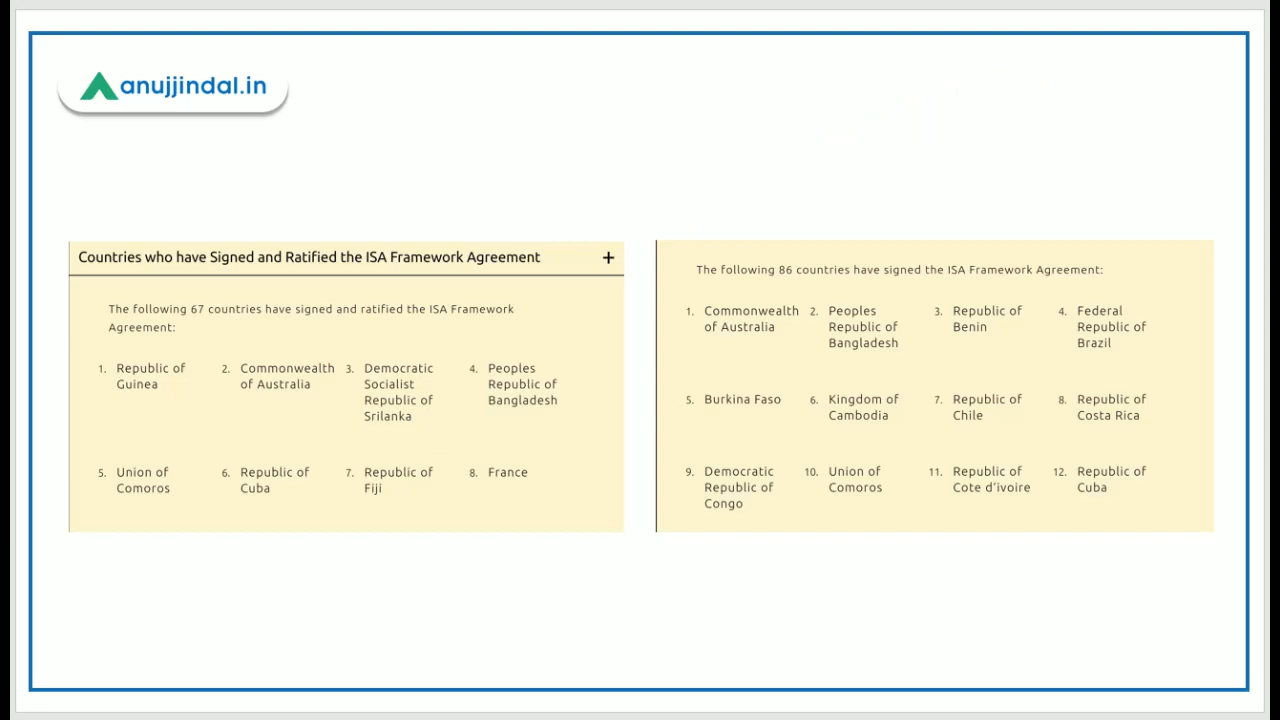 anujjindal.in
Countries who have Signed and Ratified the ISA Framework Agreement +
The following 67 countries have signed and ratified the ISA Framework
Agreement:
1. Republic of
Guinea
2. Commonwealth
of Australia
3. Democratic
Socialist
Republic of
Srilanka
4. Peoples
Republic of
Bangladesh
5. Union of
Comoros
6. Republic of
Cuba
7. Republic of
Fiji
8. France
The following 86 countries have signed the ISA Framework Agreement:
1. Commonwealth
of Australia
2. Peoples
Republic of
Bangladesh
3. Republic of
Benin
4. Federal
Republic of
Brazil
5. Burkina Faso
6. Kingdom of
Cambodia
7. Republic of
Chile
8. Republic of
Costa Rica
9. Democratic
Republic of
Congo
10. Union of
Comoros
11. Republic of
Cote d’ivoire
12. Republic of
Cuba